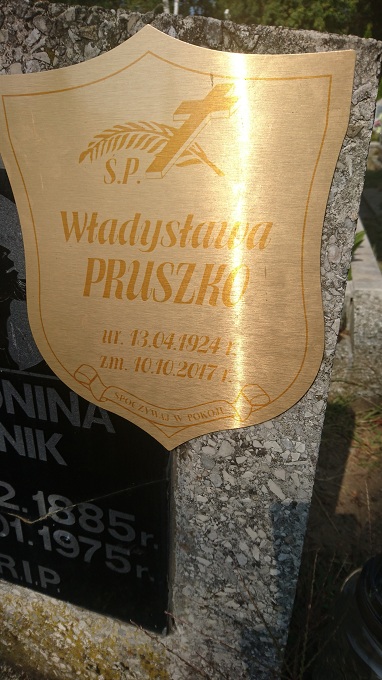 Ś.P.
Władysława
PRUSZKO
ur. 13.04.1924 r.
zm. 10.10.2017 r.
SPOCZYWAJ W POKOJU
ONINA
NIK
2.1885 r.
01.1975 r.
R.I.P.